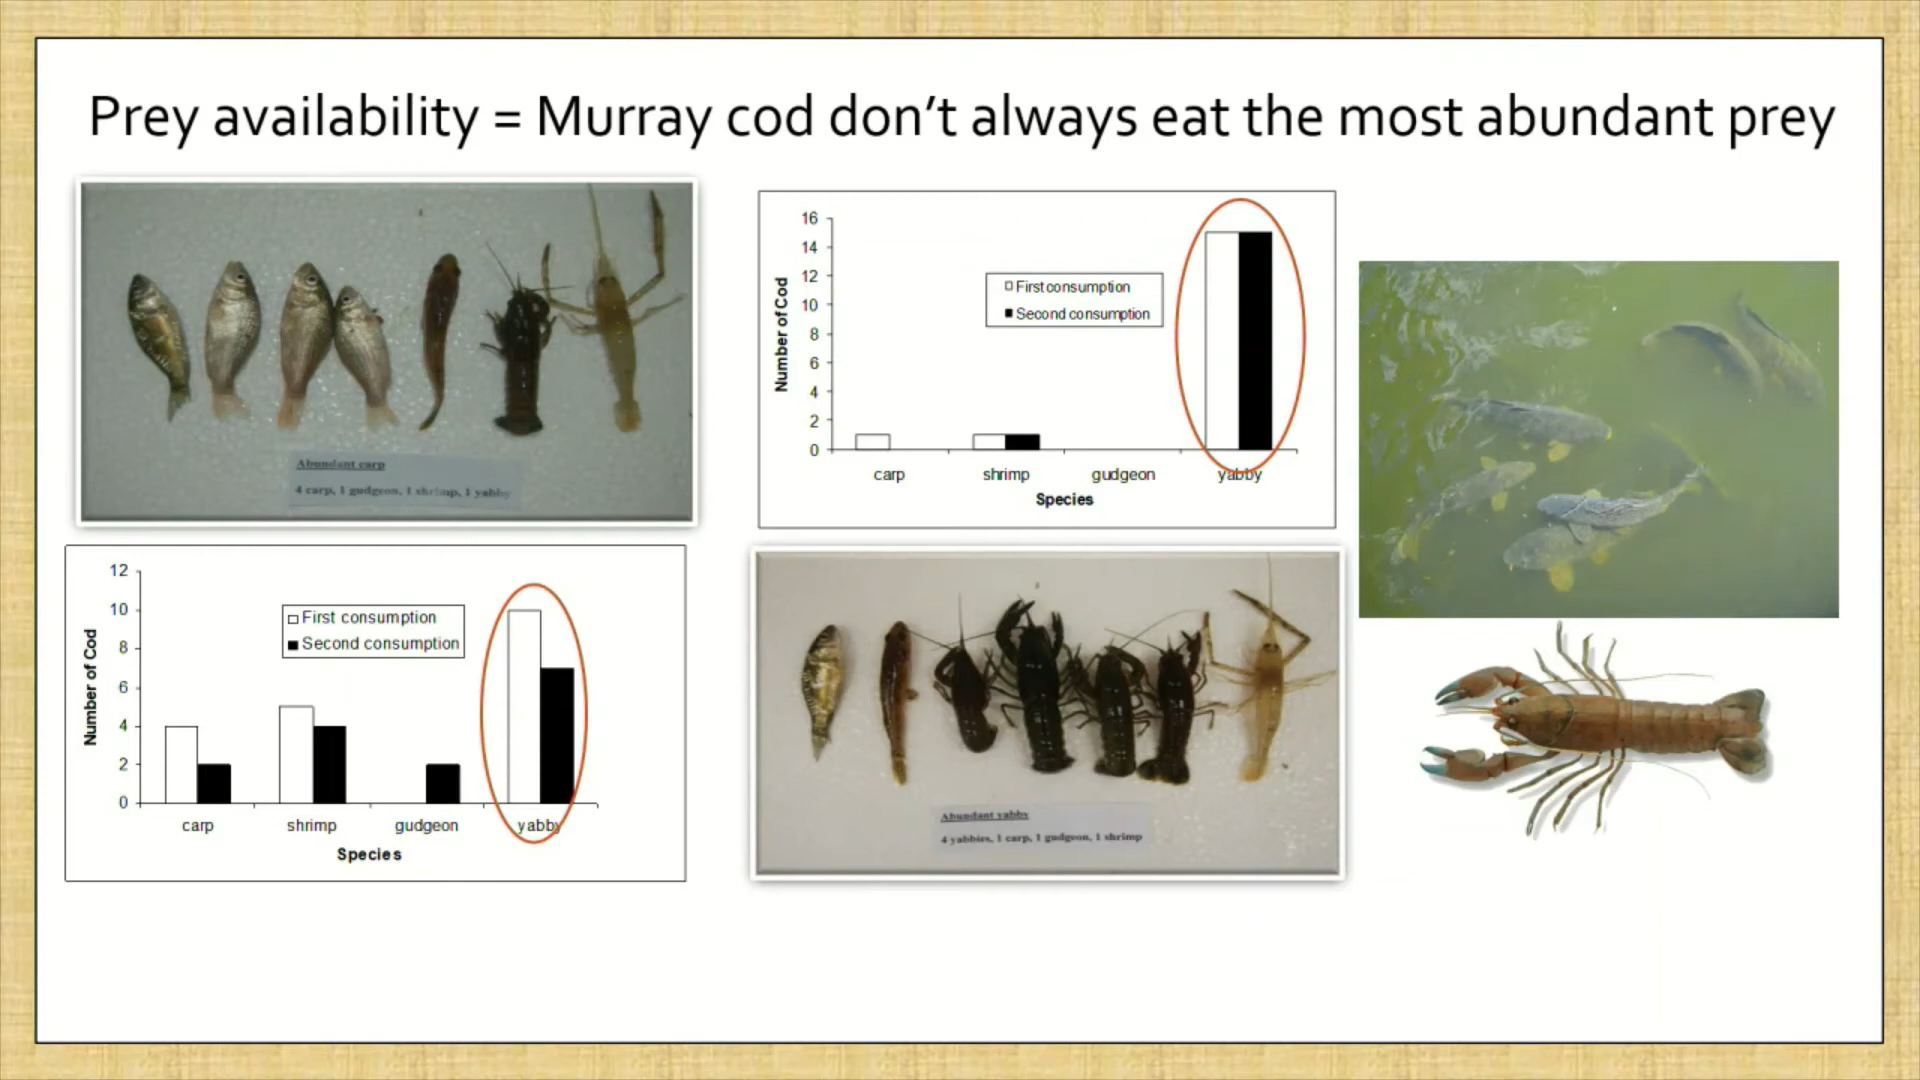 Prey availability = Murray cod don’t always eat the most abundant prey
Abundant carp
4 carp, 1 gudgeon, 1 shrimp, 1 yabby
16
14
12
10
8
6
4
2
0
Number of Cod
First consumption
Second consumption
carp shrimp gudgeon yabby
Species
12
10
8
6
4
2
0
Number of Cod
First consumption
Second consumption
carp shrimp gudgeon yabby
Species
Abundant yabby
4 yabbies, 1 carp, 1 gudgeon, 1 shrimp